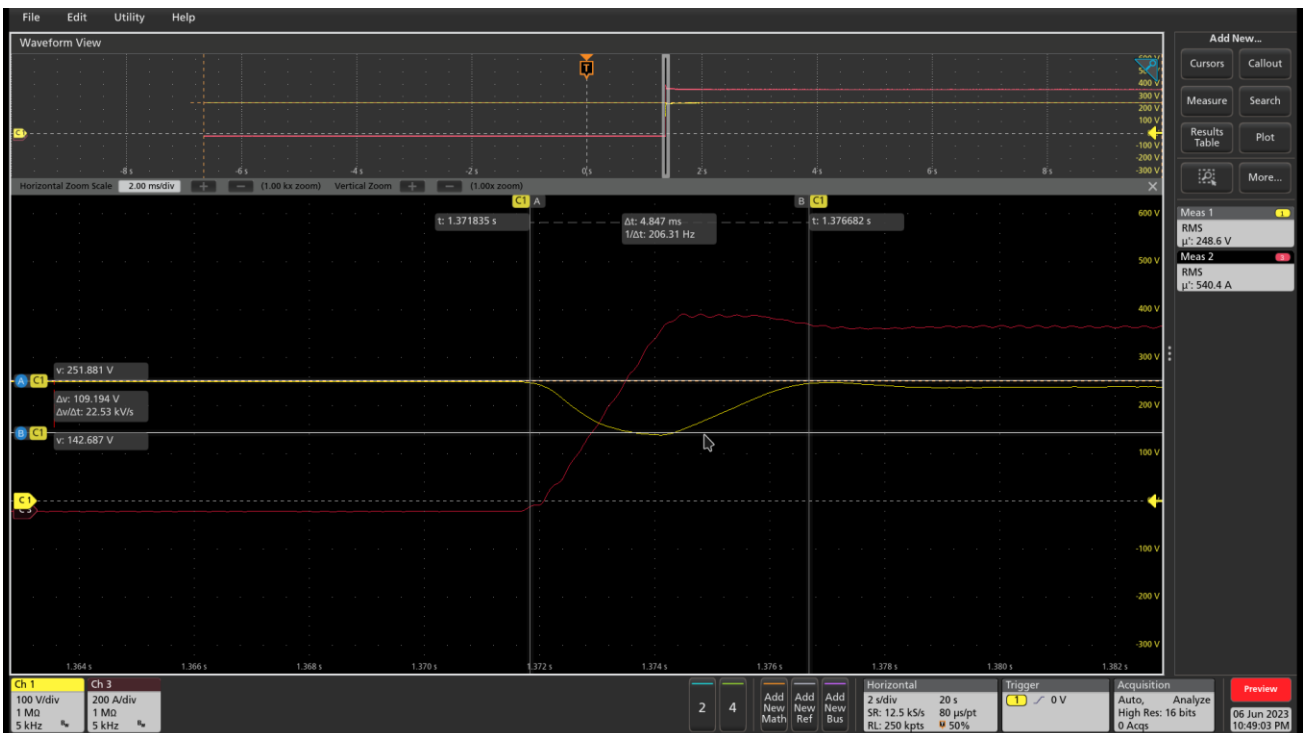 File Edit Utility Help
Waveform View
Add New...
Cursors Callout
Measure Search
Results Table Plot
More...
T
400 V
300 V
200 V
100 V
-100 V
-200 V
-300 V
C1
-8 s -6 s -4 s -2 s 0 s 2 s 4 s 6 s 8 s
Horizontal Zoom Scale 2.00 ms/div + — (1.00 kx zoom) Vertical Zoom + — (1.00x zoom) X
C1 A
B C1
t: 1.371835 s
Δt: 4.847 ms
1/Δt: 206.31 Hz
t: 1.376682 s
600 V
500 V
400 V
300 V
200 V
100 V
-100 V
-200 V
-300 V
A C1
v: 251.881 V
Δv: 109.194 V
Δv/Δt: 22.53 kV/s
B C1
v: 142.687 V
C1
1.364 s 1.366 s 1.368 s 1.370 s 1.372 s 1.374 s 1.376 s 1.378 s 1.380 s 1.382 s
Meas 1 1
RMS
µ': 248.6 V
Meas 2 3
RMS
µ': 540.4 A
Ch 1
100 V/div
1 MΩ
5 kHz
Ch 3
200 A/div
1 MΩ
5 kHz
2
4
Add New Math
Add New Ref
Add New Bus
Horizontal
2 s/div 20 s
SR: 12.5 kS/s 80 µs/pt
RL: 250 kpts 50%
Trigger
1 0 V
Acquisition
Auto, Analyze
High Res: 16 bits
0 Acqs
Preview
06 Jun 2023
10:49:03 PM